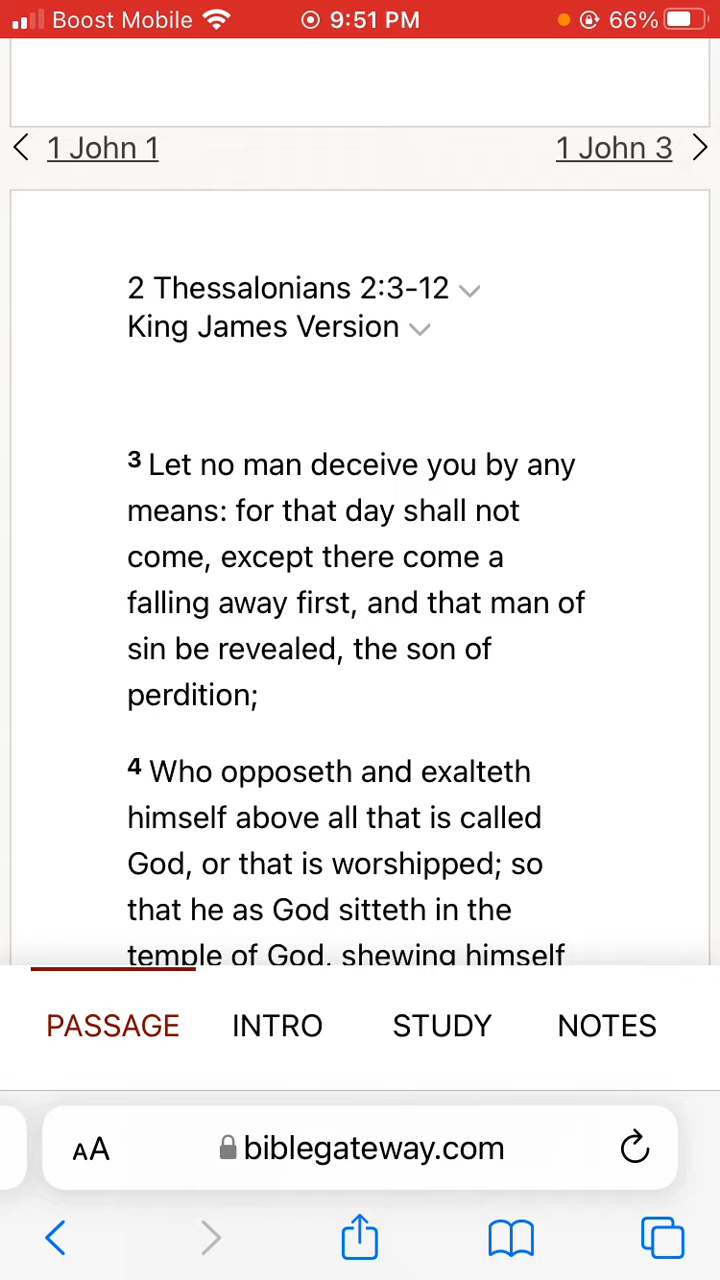 Boost Mobile 9:51 PM 66%
1 John 1 1 John 3
2 Thessalonians 2:3-12
King James Version
3 Let no man deceive you by any
means: for that day shall not
come, except there come a
falling away first, and that man of
sin be revealed, the son of
perdition;
4 Who opposeth and exalteth
himself above all that is called
God, or that is worshipped; so
that he as God sitteth in the
temple of God, shewing himself
PASSAGE INTRO STUDY NOTES
AA biblegateway.com